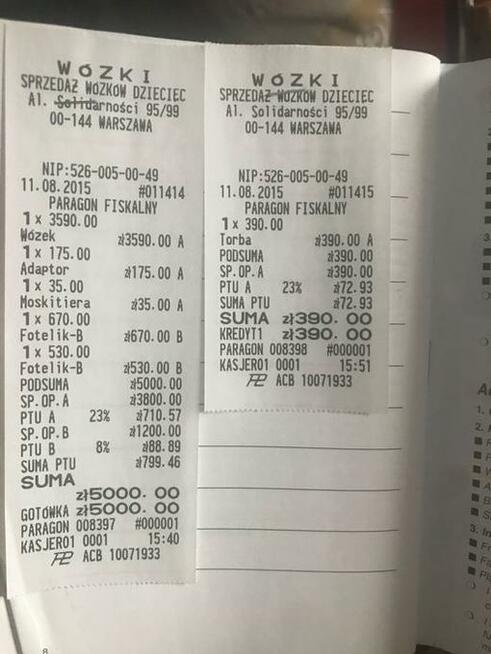 WÓZKI
SPRZEDAŻ WOZKOW DZIECIĘC
Al. Solidarności 95/99
00-144 WARSZAWA
NIP:526-005-00-49
11.08.2015 #011414
PARAGON FISKALNY
1 x 3590.00
Wózek zł3590.00 A
1 x 175.00
Adaptor zł175.00 A
1 x 35.00
Moskitiera zł35.00 A
1 x 670.00
Fotelik-B zł670.00 B
1 x 530.00
Fotelik-B zł530.00 B
PODSUMA zł5000.00
SP.OP.A zł3800.00
PTU A 23% zł710.57
SP.OP.B zł1200.00
PTU B 8% zł88.89
SUMA PTU zł799.46
SUMA
zł5000.00
GOTÓWKA zł5000.00
PARAGON 008397 #000001
KASJER01 0001 15:40
ACB 10071933
WÓZKI
SPRZEDAŻ WOZKOW DZIECIĘC
Al. Solidarności 95/99
00-144 WARSZAWA
NIP:526-005-00-49
11.08.2015 #011415
PARAGON FISKALNY
1 x 390.00
Torba zł390.00 A
PODSUMA zł390.00
SP.OP.A zł390.00
PTU A 23% zł72.93
SUMA PTU zł72.93
SUMA zł390.00
KREDYT1 zł390.00
PARAGON 008398 #000001
KASJER01 0001 15:51
ACB 10071933
8